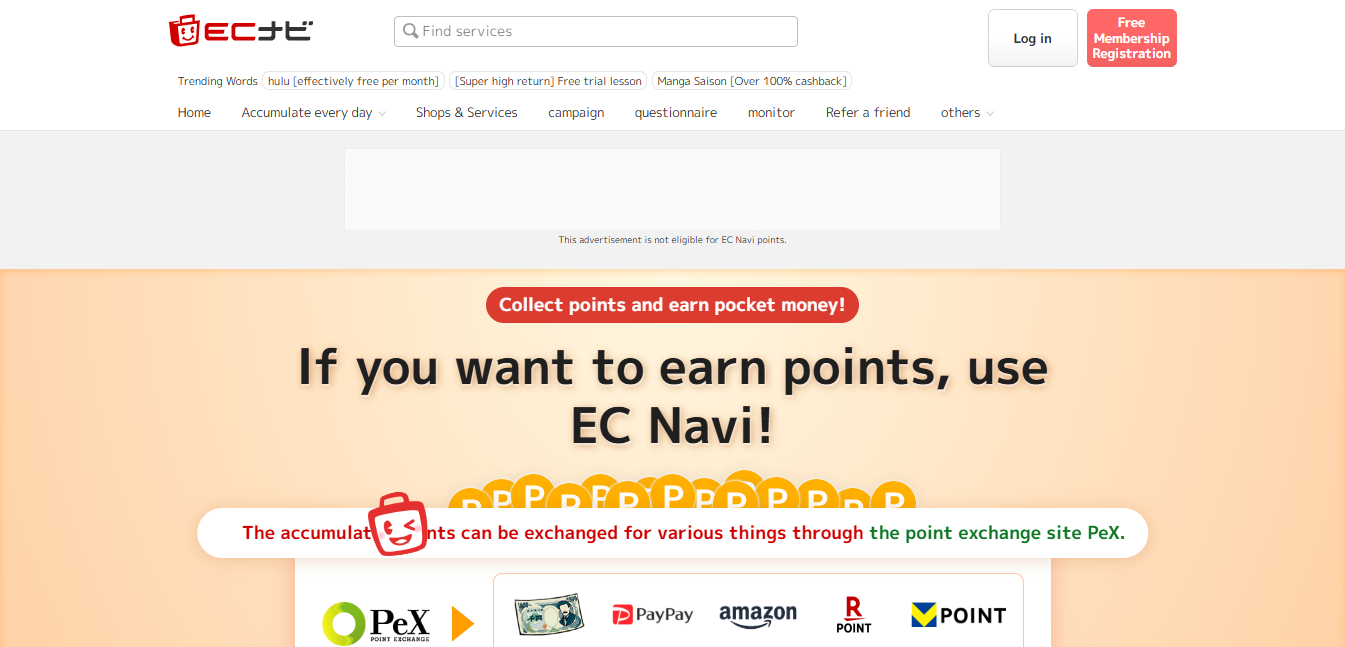 ECナビ
Find services
Log in
Free
Membership
Registration
Trending Words hulu [effectively free per month] [Super high return] Free trial lesson Manga Saison [Over 100% cashback]
Home Accumulate every day Shops & Services campaign questionnaire monitor Refer a friend others
This advertisement is not eligible for EC Navi points.
Collect points and earn pocket money!
If you want to earn points, use
EC Navi!
P P P P P P P P P P P P P P
The accumulat nts can be exchanged for various things through the point exchange site PeX.
PeX
POINT EXCHANGE
PayPay
amazon
R
POINT
V POINT